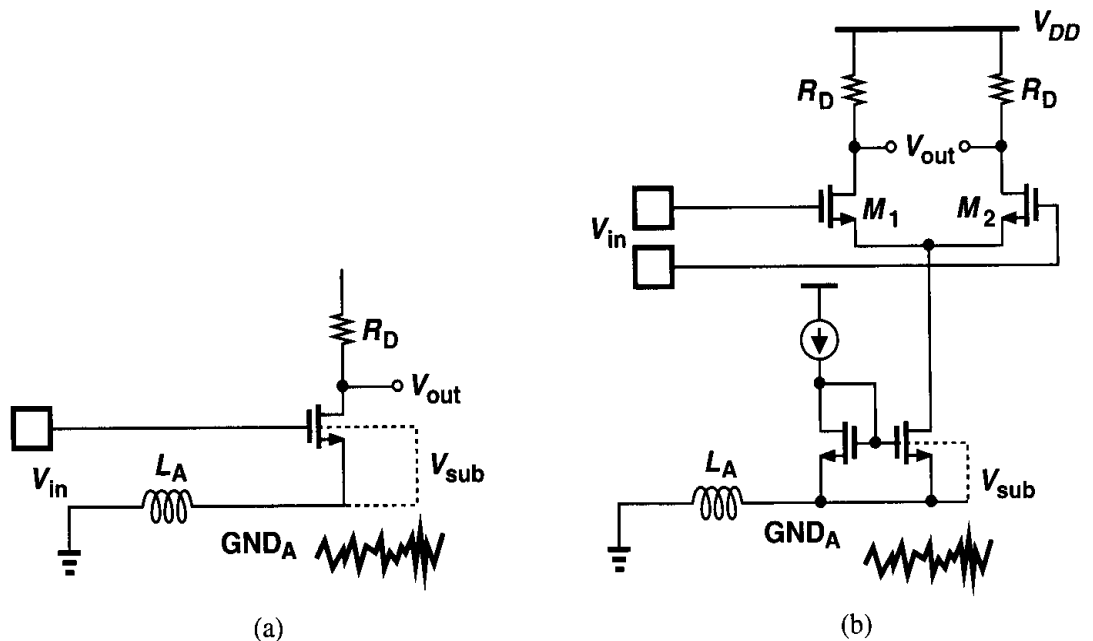 R_D
V_out
V_in
L_A
V_sub
GND_A
(a)
V_DD
R_D
R_D
V_out
M_1
M_2
V_in
L_A
V_sub
GND_A
(b)